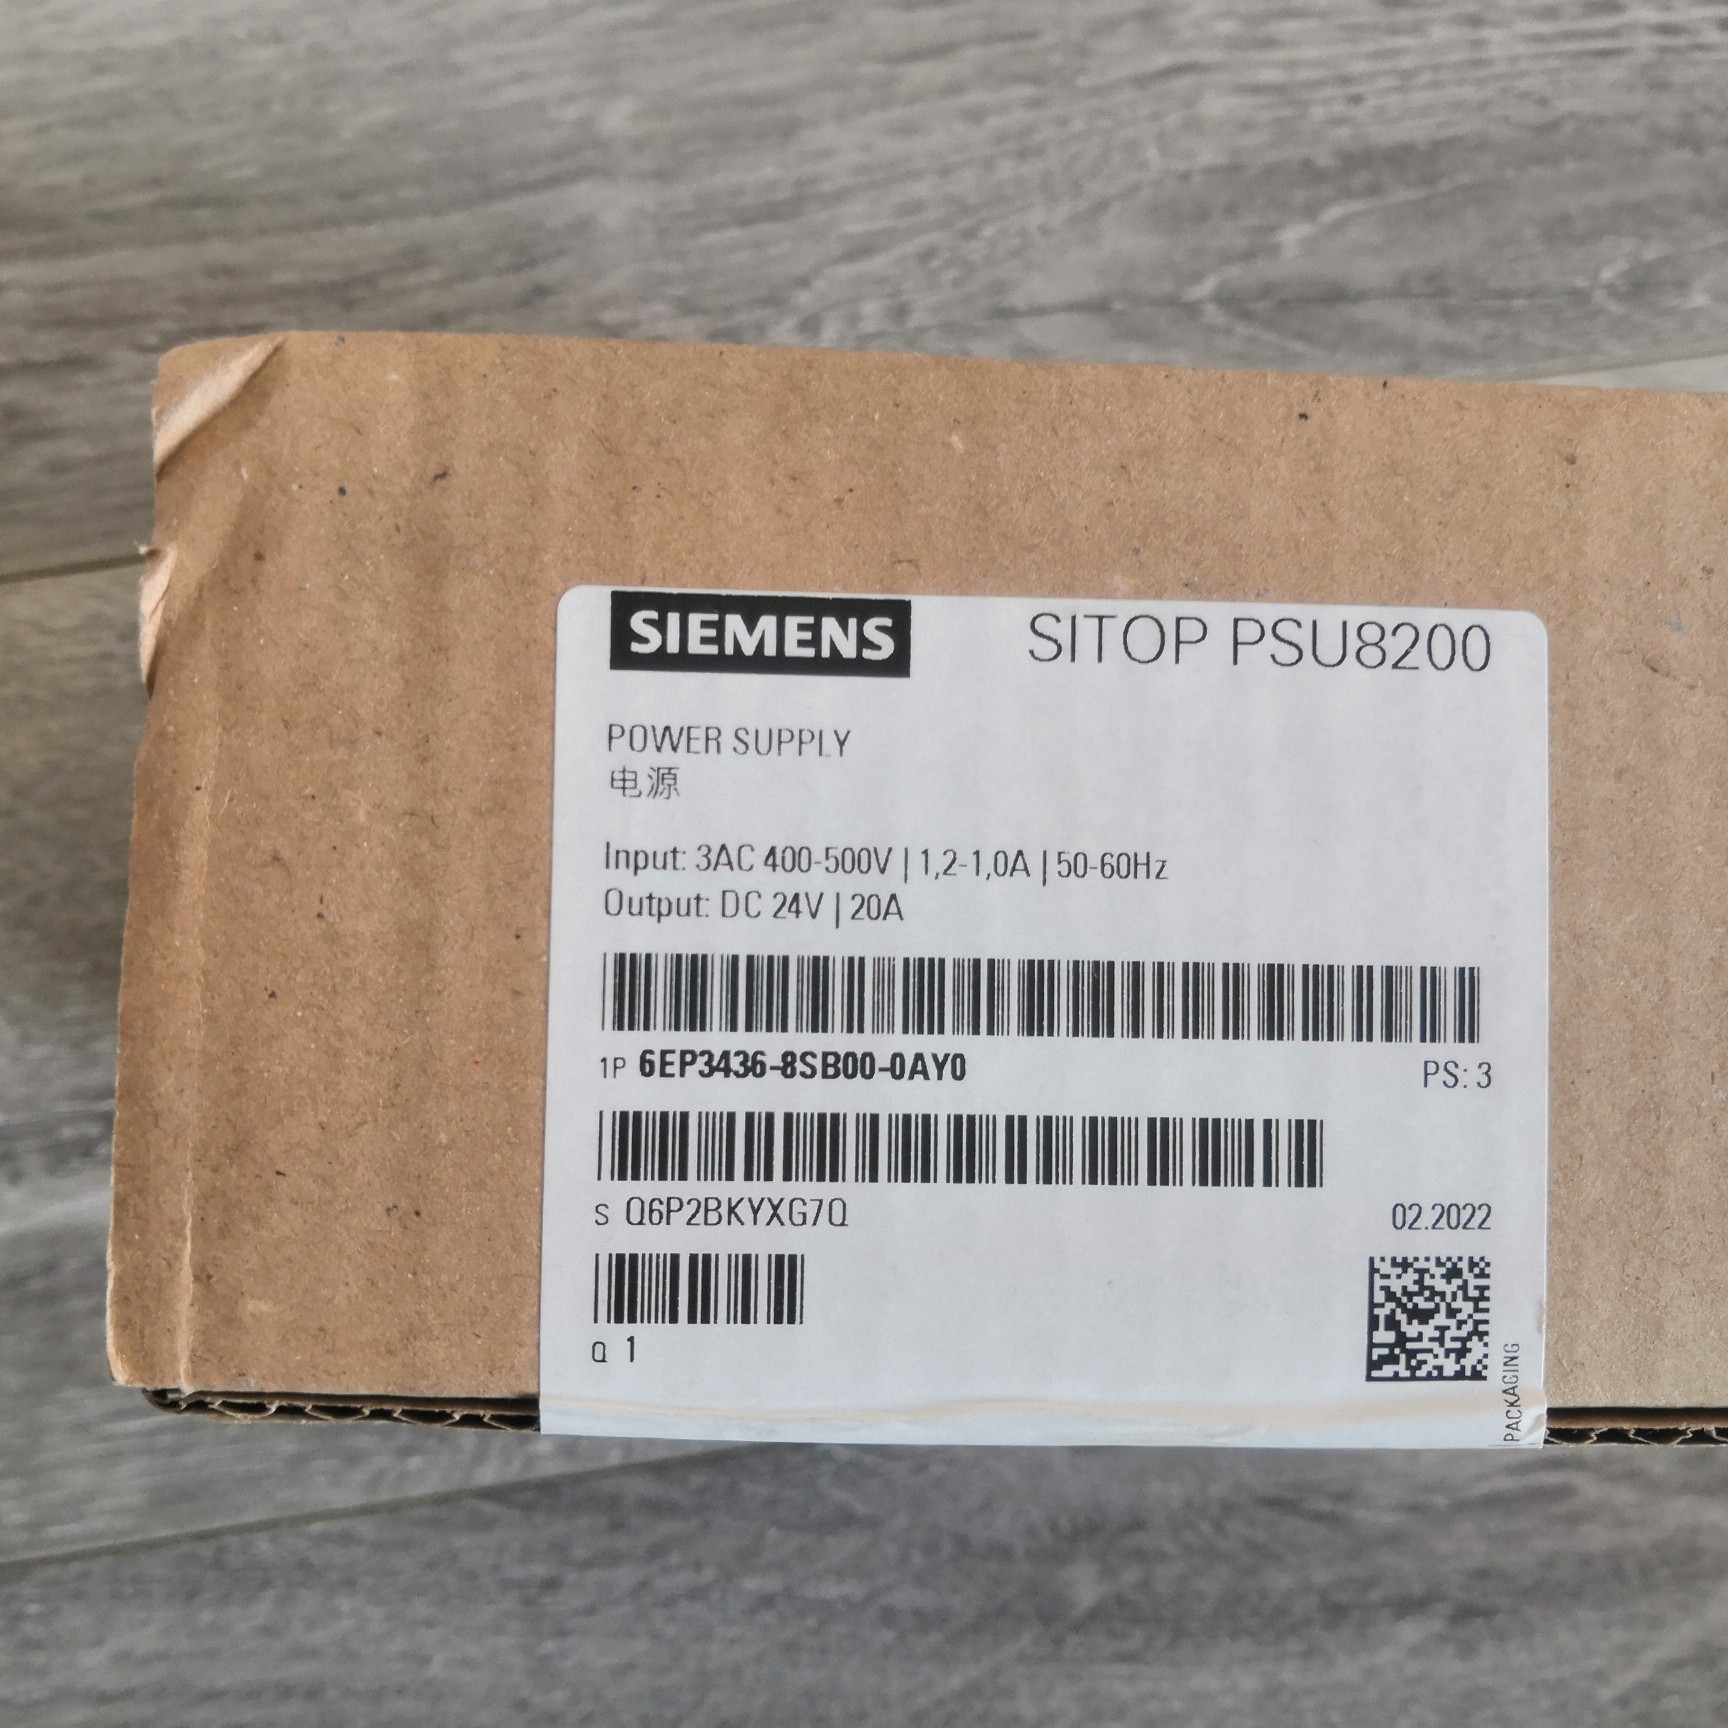 SIEMENS SITOP PSU8200
POWER SUPPLY
电源
Input: 3AC 400-500V | 1,2-1,0A | 50-60Hz
Output: DC 24V | 20A
1P 6EP3436-8SB00-0AY0 PS: 3
S Q6P2BKYXG7Q 02.2022
Q 1
PACKAGING